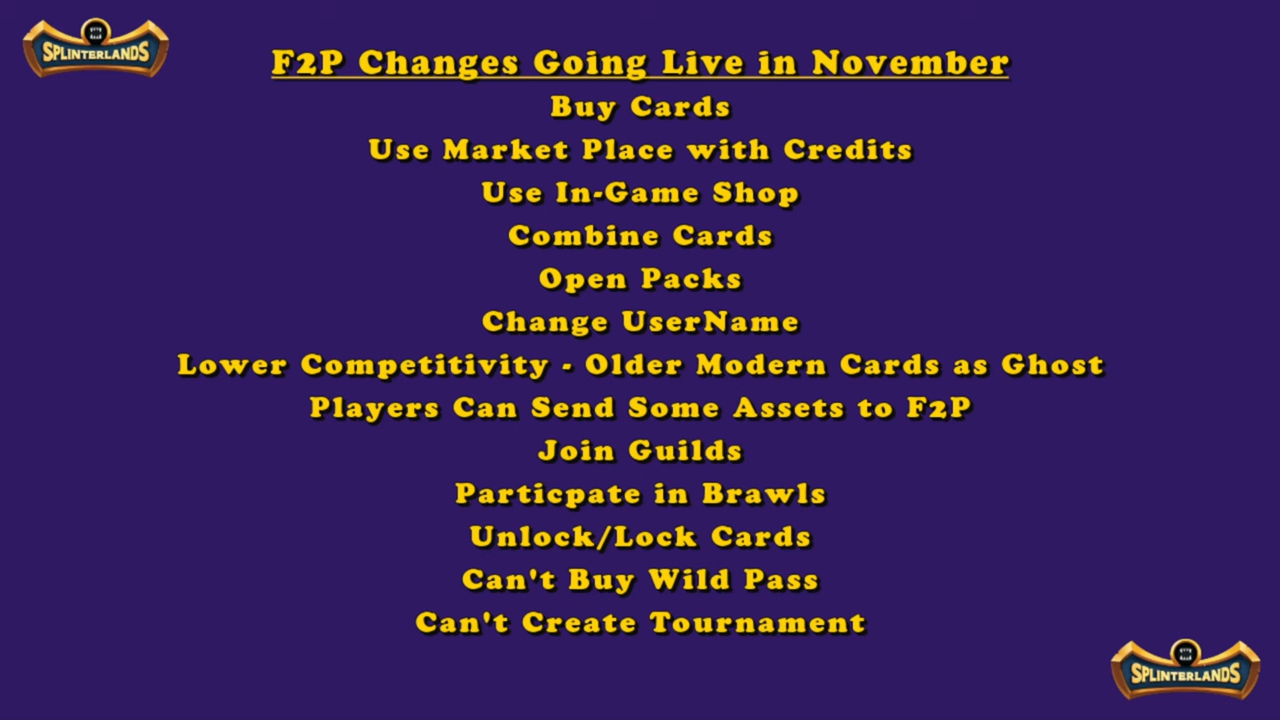 SPLINTERLANDS
F2P Changes Going Live in November
Buy Cards
Use Market Place with Credits
Use In-Game Shop
Combine Cards
Open Packs
Change UserName
Lower Competitivity - Older Modern Cards as Ghost
Players Can Send Some Assets to F2P
Join Guilds
Particpate in Brawls
Unlock/Lock Cards
Can't Buy Wild Pass
Can't Create Tournament
SPLINTERLANDS